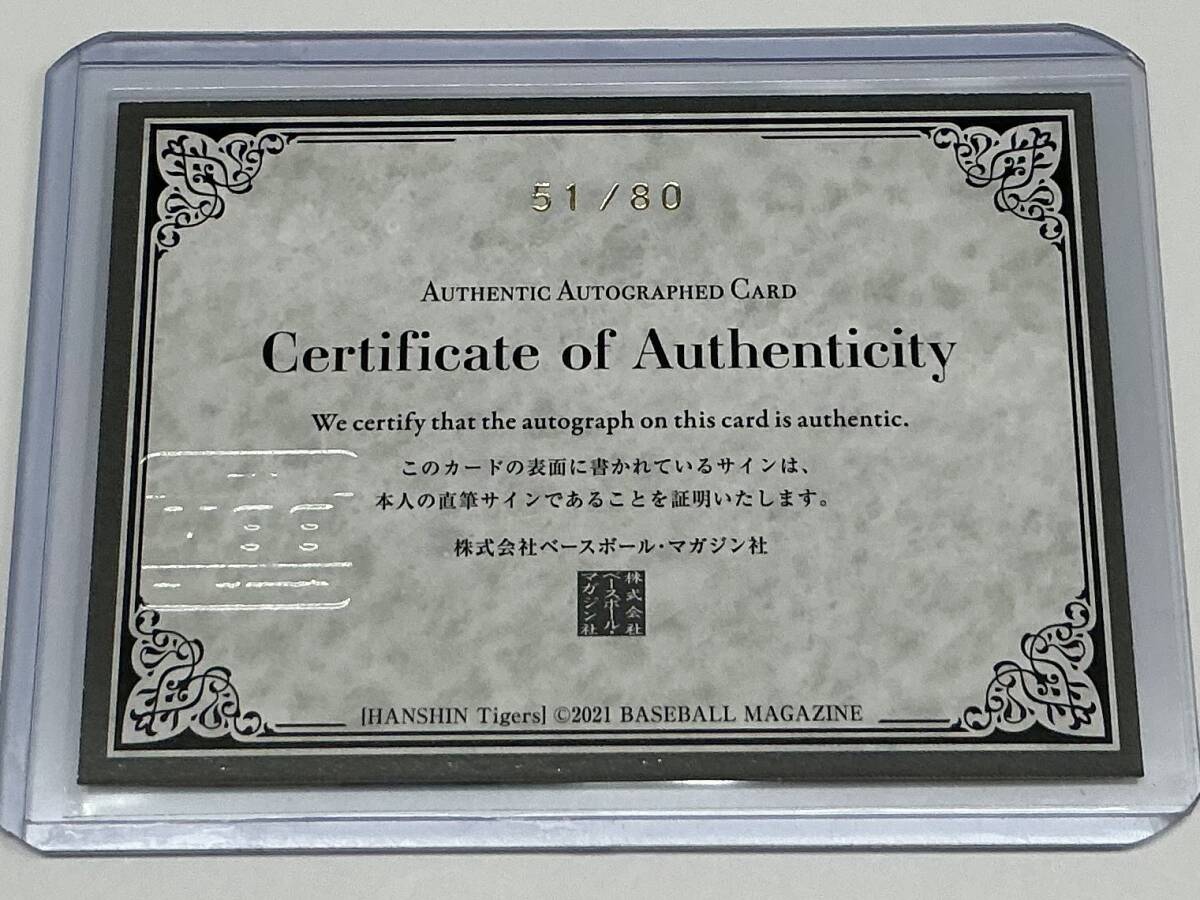 51/80
AUTHENTIC AUTOGRAPHED CARD
Certificate of Authenticity
We certify that the autograph on this card is authentic.
このカードの表面に書かれているサインは、
本人の直筆サインであることを証明いたします。
株式会社ベースボール・マガジン社
株式会社
ベースボール・
マガジン社
[HANSHIN Tigers] ©2021 BASEBALL MAGAZINE